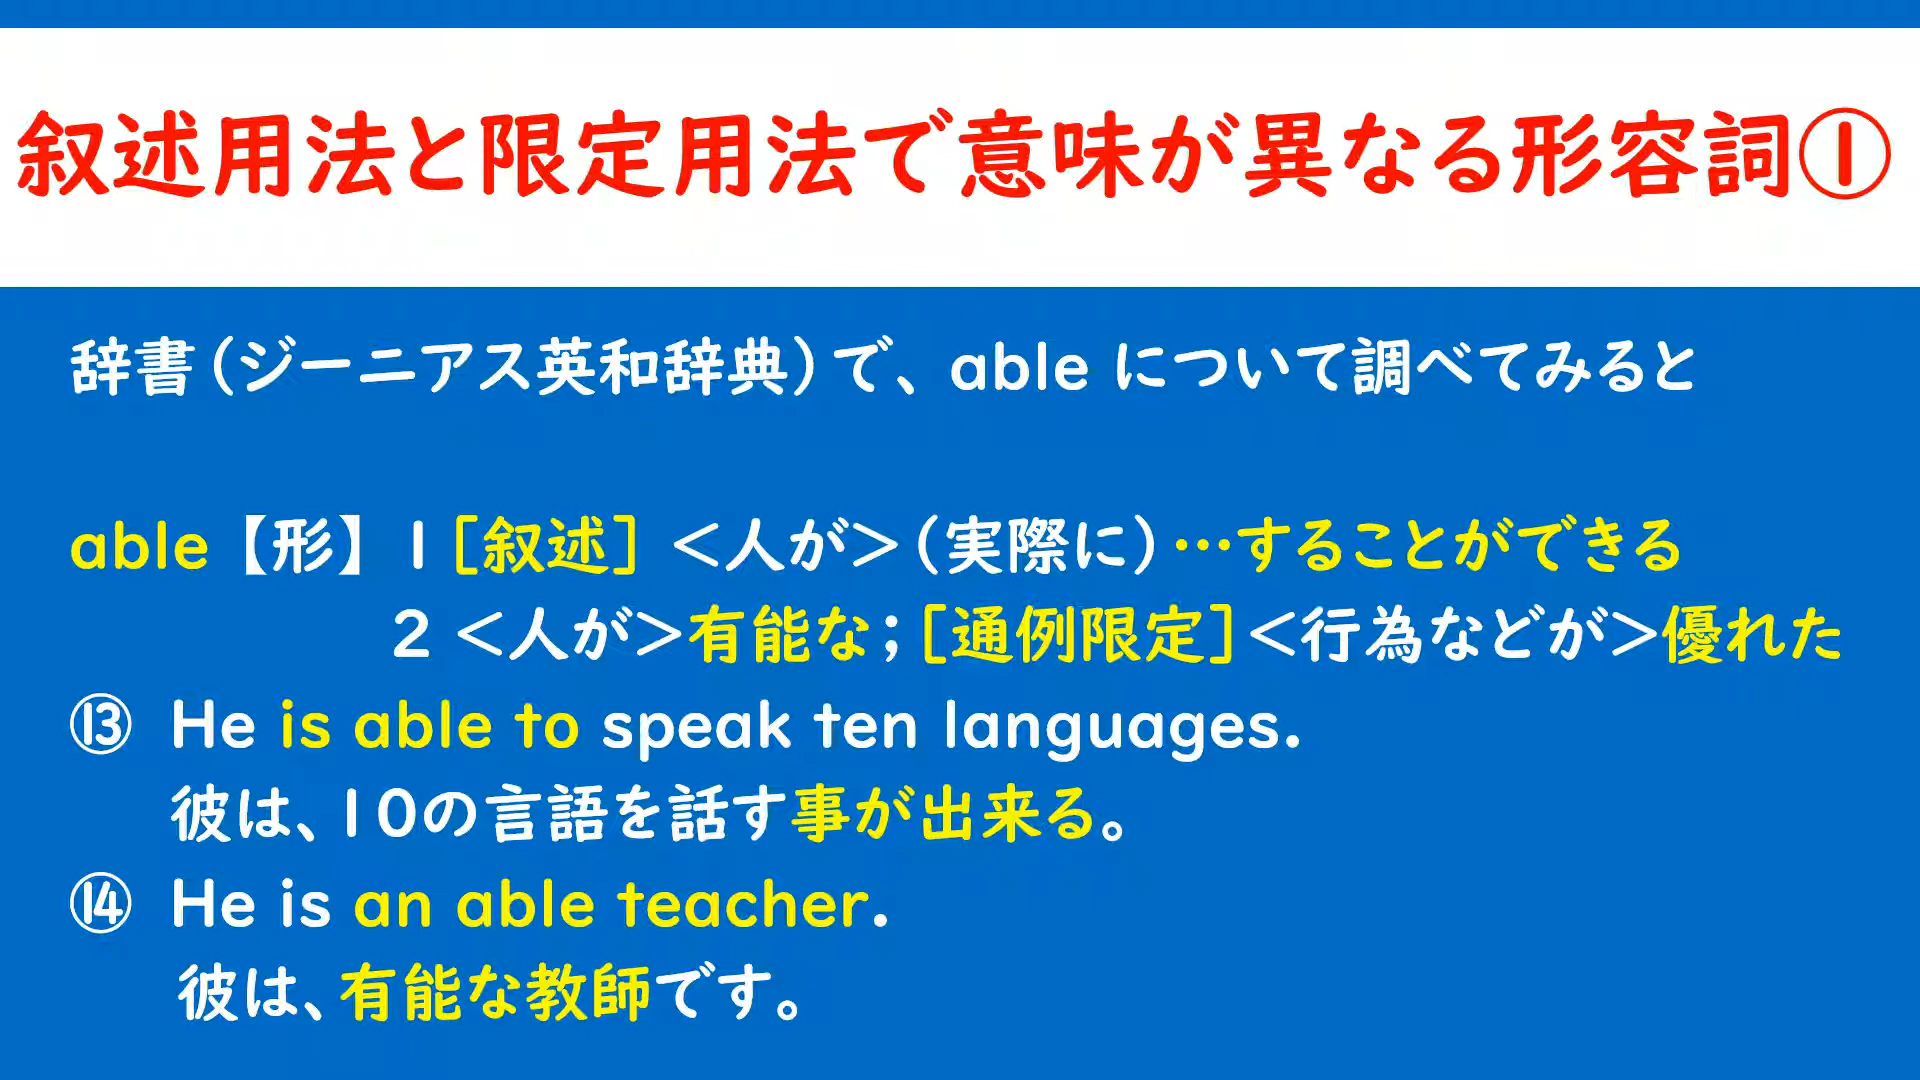 叙述用法と限定用法で意味が異なる形容詞①
辞書(ジーニアス英和辞典)で、able について調べてみると
able【形】1[叙述] <人が>(実際に)…することができる
2 <人が>有能な;[通例限定]<行為などが>優れた
⑬ He is able to speak ten languages.
彼は、10の言語を話す事が出来る。
⑭ He is an able teacher.
彼は、有能な教師です。